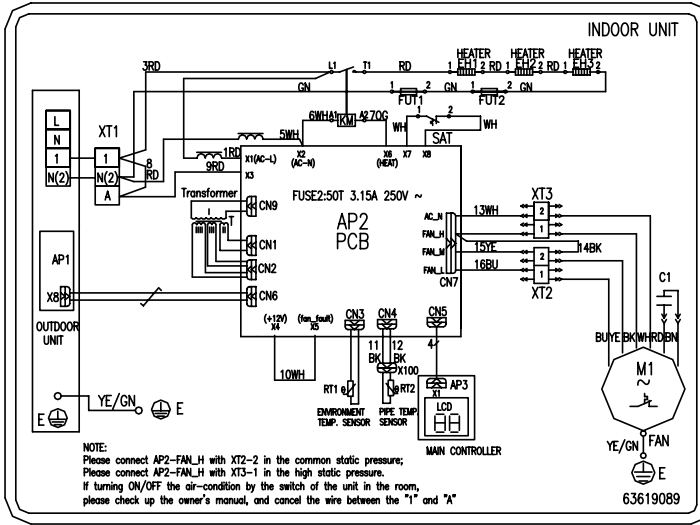 INDOOR UNIT
3RD
L1
T1
RD
HEATER
EH1
1
2
RD
HEATER
EH2
1
2
RD
HEATER
EH3
1
2
GN
1
2
FUT1
GN
1
2
FUT2
GN
L
N
1
N(2)
XT1
1
N(2)
A
8
RD
6WH
A1
KM
A2
7OG
WH
1
2
WH
SAT
5WH
1RD
9RD
X1(AC-L)
X3
X2
(AC-N)
X6
(HEAT)
X7
X8
Transformer
I
T
III
II
CN9
CN1
CN2
CN6
FUSE2:50T 3.15A 250V ~
AP2
PCB
AC_N
FAN_H
FAN_M
FAN_L
CN7
13WH
15YE
16BU
14BK
XT3
2
1
2
1
XT2
C1
AP1
X8
OUTDOOR
UNIT
(+12V)
X4
(fan_fault)
X5
CN3
CN4
CN5
10WH
11
BK
12
BK
X100
4
RT1
RT2
ENVIRONMENT
TEMP. SENSOR
PIPE TEMP.
SENSOR
X1
AP3
LCD
MAIN CONTROLLER
BU
YE
BK
WH
RD
BN
M1
~
YE/GN
FAN
E
E
YE/GN
E
NOTE:
Please connect AP2-FAN_H with XT2-2 in the common static pressure;
Please connect AP2-FAN_H with XT3-1 in the high static pressure.
If turning ON/OFF the air-condition by the switch of the unit in the room,
please check up the owner's manual, and cancel the wire between the "1" and "A"
63619089